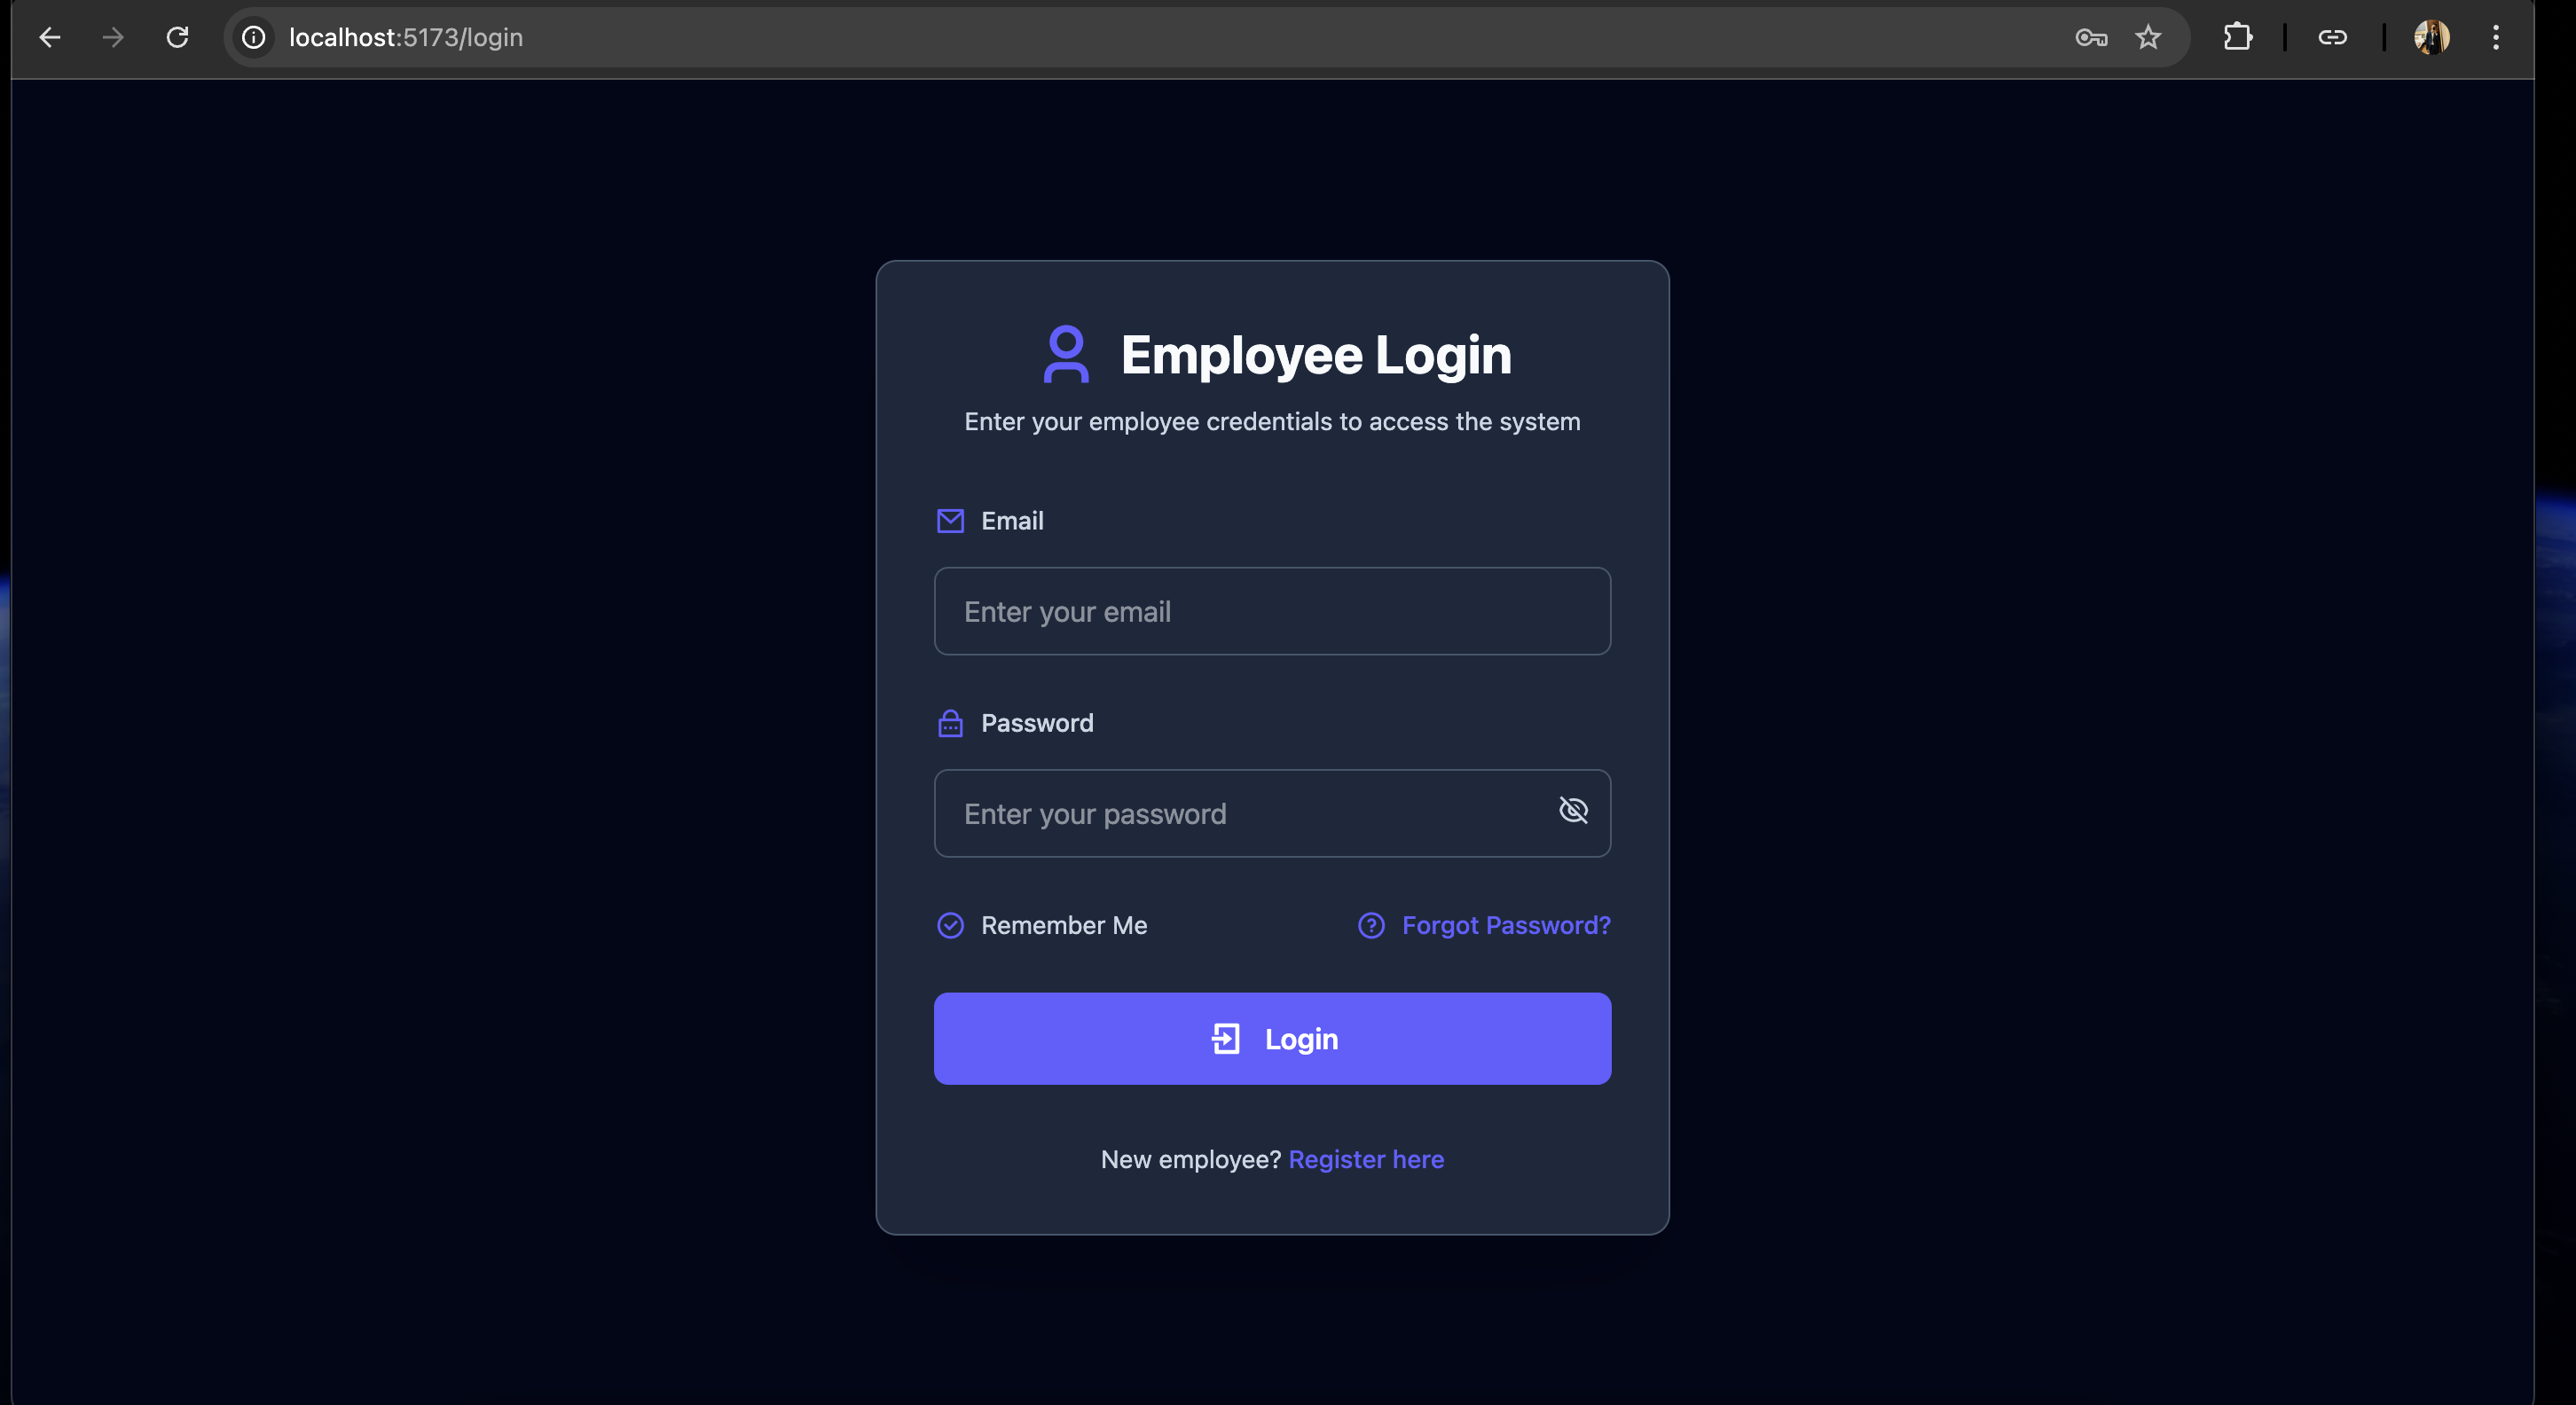 localhost:5173/login
Employee Login
Enter your employee credentials to access the system
Email
Enter your email
Password
Enter your password
Remember Me
Forgot Password?
Login
New employee? Register here